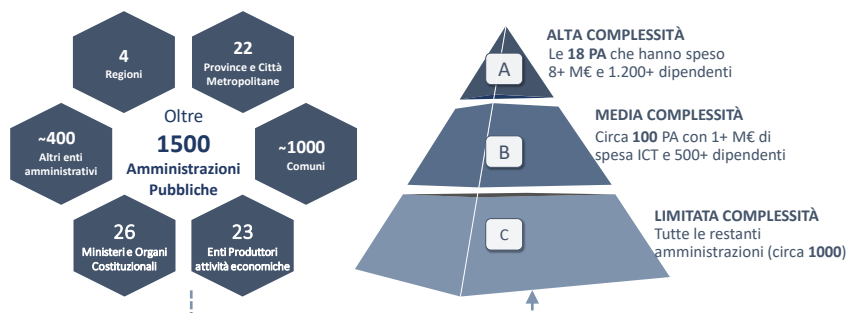 4
Regioni
22
Province e Città
Metropolitane
~400
Altri enti
amministrativi
Oltre
1500
Amministrazioni
Pubbliche
~1000
Comuni
26
Ministeri e Organi
Costituzionali
23
Enti Produttori
attività economiche
A
ALTA COMPLESSITÀ
Le 18 PA che hanno speso
8+ M€ e 1.200+ dipendenti
B
MEDIA COMPLESSITÀ
Circa 100 PA con 1+ M€ di
spesa ICT e 500+ dipendenti
C
LIMITATA COMPLESSITÀ
Tutte le restanti
amministrazioni (circa 1000)